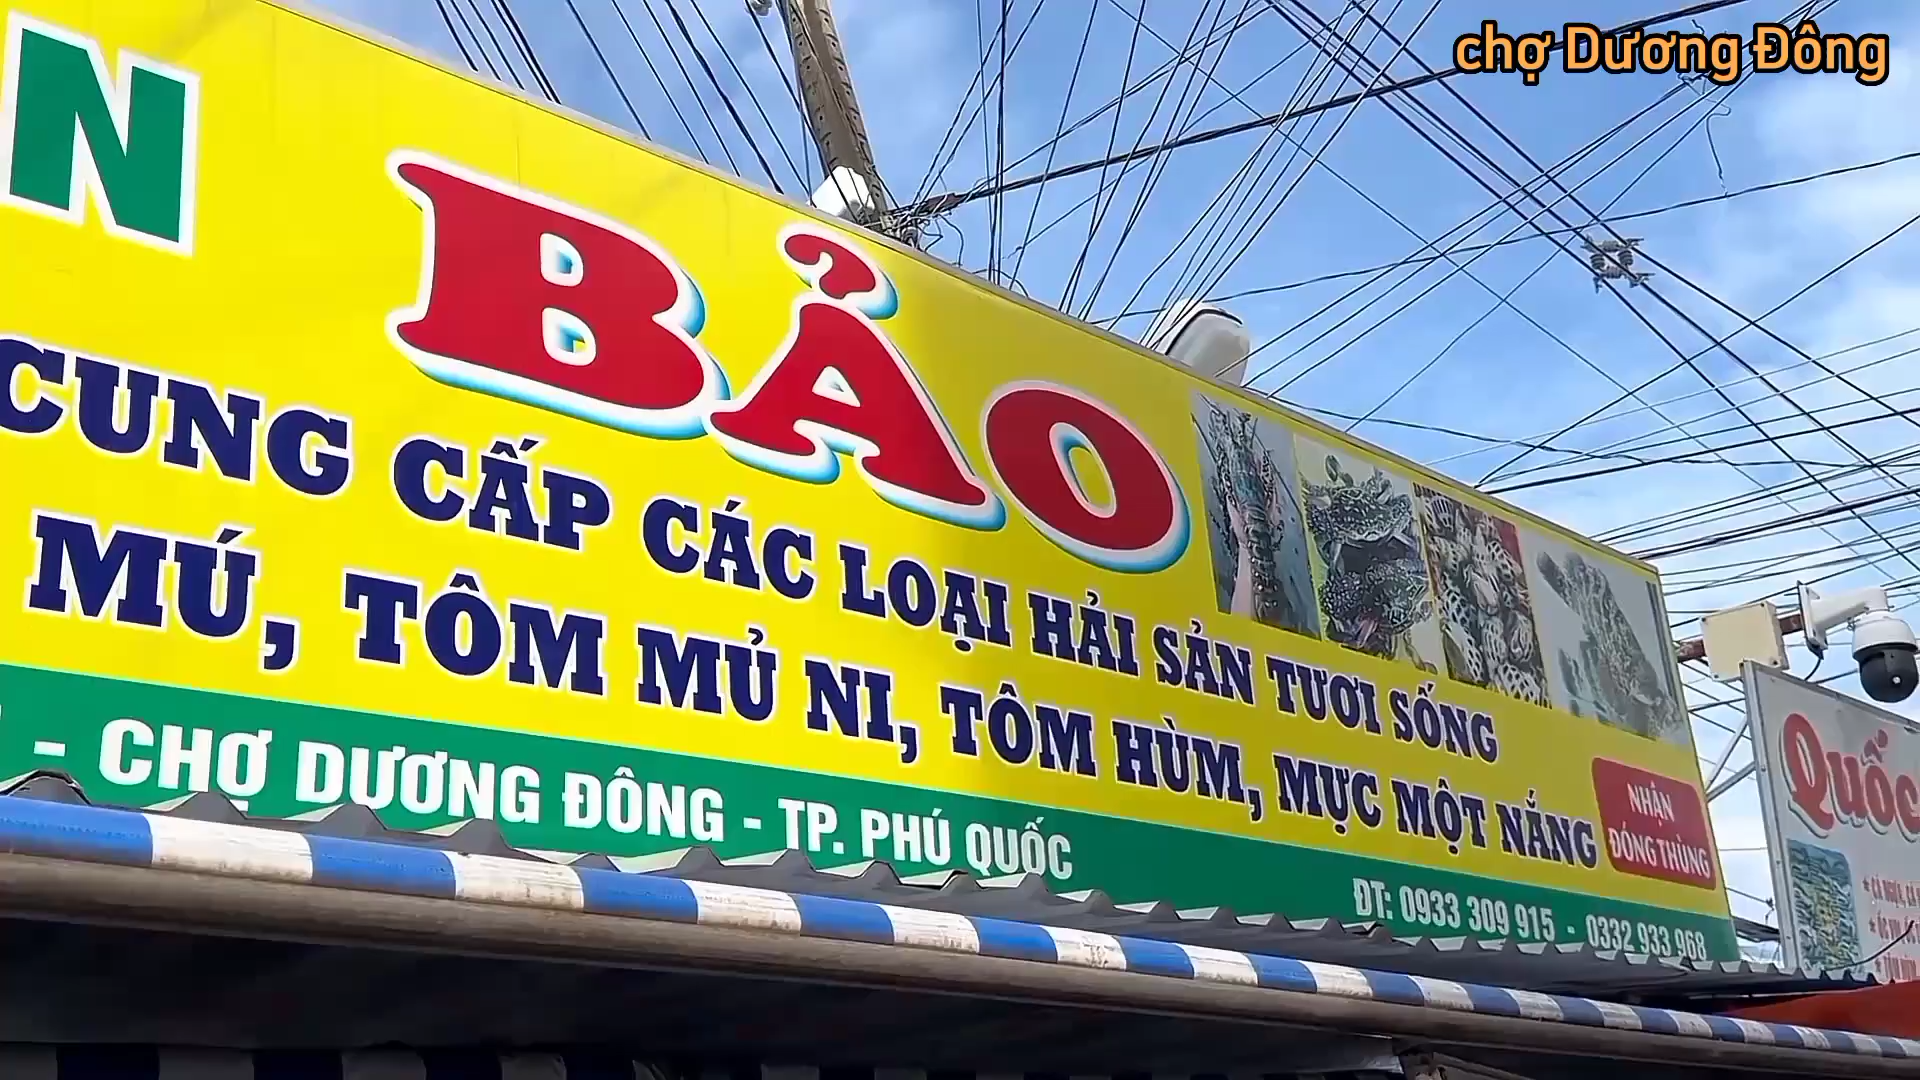 chợ Dương Đông
N BẢO
CUNG CẤP CÁC LOẠI HẢI SẢN TƯƠI SỐNG
MÚ, TÔM MỦ NI, TÔM HÙM, MỰC MỘT NẮNG
NHẬN
ĐÓNG THÙNG
- CHỢ DƯƠNG ĐÔNG - TP. PHÚ QUỐC
ĐT: 0933 309 915 - 0332 933 968
Quốc